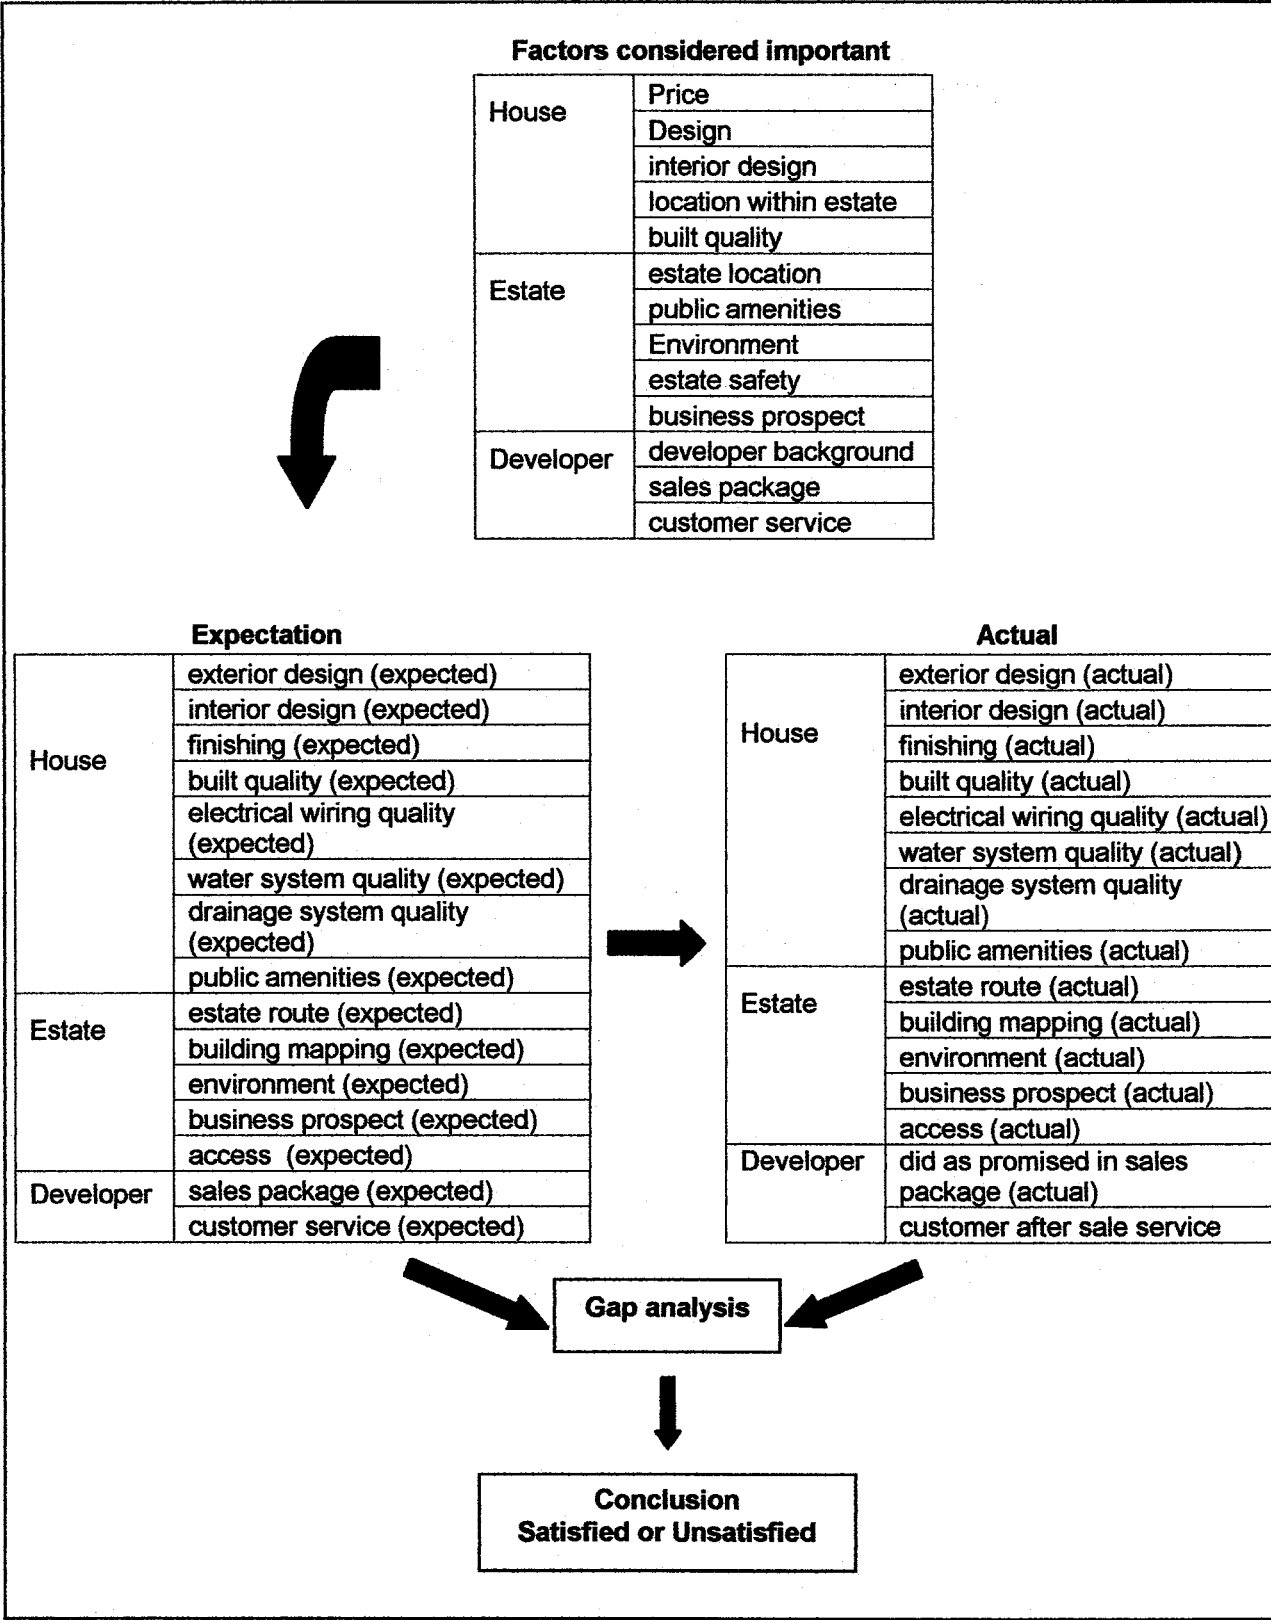 Factors considered important
House
Price
Design
interior design
location within estate
built quality
Estate
estate location
public amenities
Environment
estate safety
business prospect
Developer
developer background
sales package
customer service
Expectation
House
exterior design (expected)
interior design (expected)
finishing (expected)
built quality (expected)
electrical wiring quality
(expected)
water system quality (expected)
drainage system quality
(expected)
public amenities (expected)
Estate
estate route (expected)
building mapping (expected)
environment (expected)
business prospect (expected)
access (expected)
Developer
sales package (expected)
customer service (expected)
Actual
House
exterior design (actual)
interior design (actual)
finishing (actual)
built quality (actual)
electrical wiring quality (actual)
water system quality (actual)
drainage system quality
(actual)
public amenities (actual)
Estate
estate route (actual)
building mapping (actual)
environment (actual)
business prospect (actual)
access (actual)
Developer
did as promised in sales
package (actual)
customer after sale service
Gap analysis
Conclusion
Satisfied or Unsatisfied